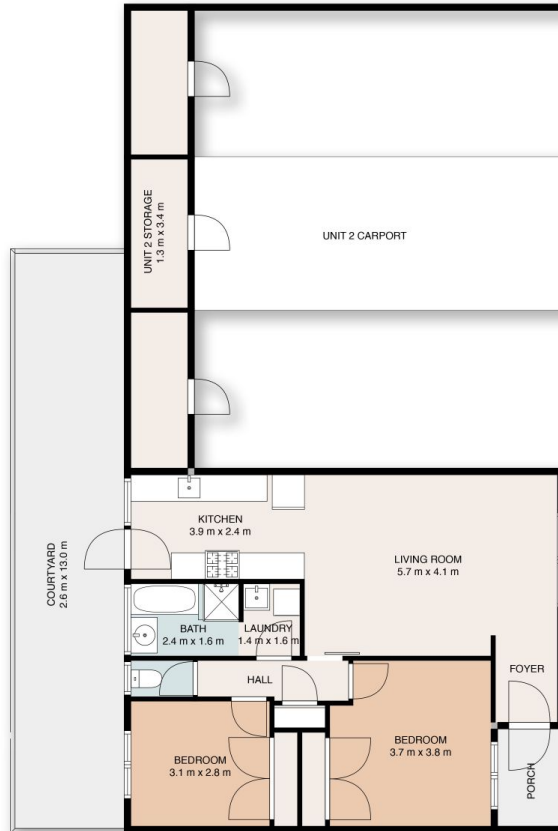 UNIT 2 STORAGE
1.3 m x 3.4 m
UNIT 2 CARPORT
COURTYARD
2.6 m x 13.0 m
KITCHEN
3.9 m x 2.4 m
LIVING ROOM
5.7 m x 4.1 m
BATH
2.4 m x 1.6 m
LAUNDRY
1.4 m x 1.6 m
HALL
FOYER
BEDROOM
3.1 m x 2.8 m
BEDROOM
3.7 m x 3.8 m
PORCH